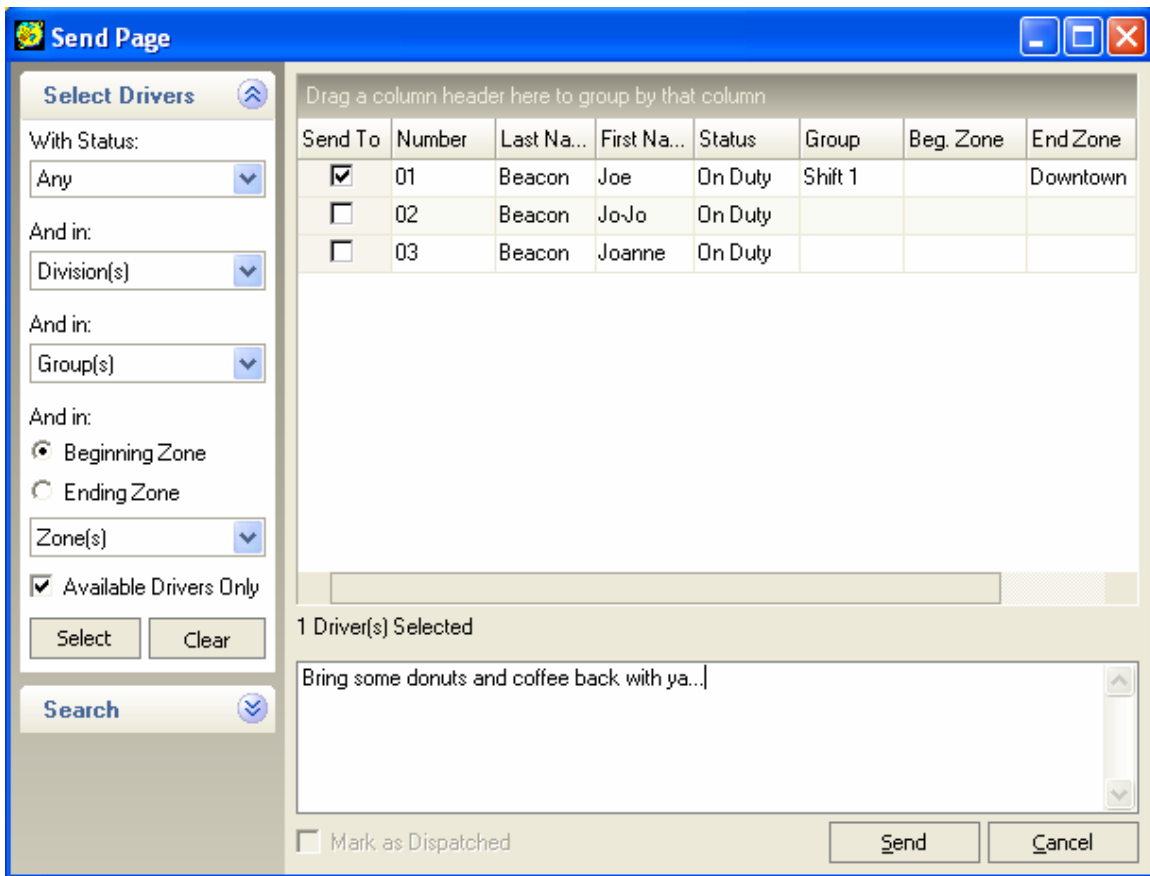 Send Page
Select Drivers
With Status:
Any
And in:
Division(s)
And in:
Group(s)
And in:
Beginning Zone
Ending Zone
Zone(s)
Available Drivers Only
Select Clear
Search
Drag a column header here to group by that column
Send To Number Last Na... First Na... Status Group Beg. Zone End Zone
01 Beacon Joe On Duty Shift 1 Downtown
02 Beacon Jo-Jo On Duty
03 Beacon Joanne On Duty
1 Driver(s) Selected
Bring some donuts and coffee back with ya...
Mark as Dispatched Send Cancel